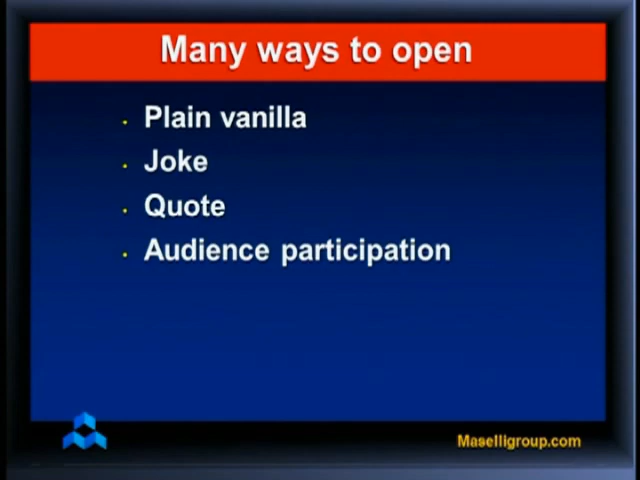 Many ways to open
· Plain vanilla
· Joke
· Quote
· Audience participation
Maselligroup.com